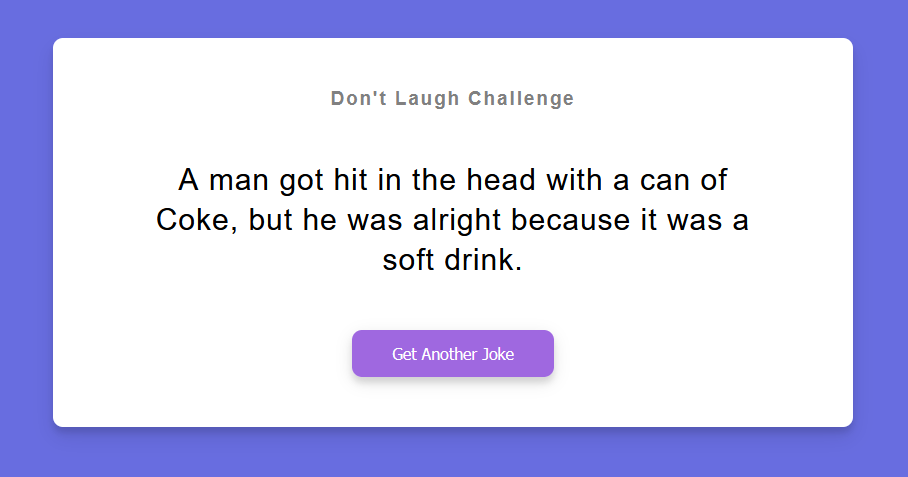 Don't Laugh Challenge
A man got hit in the head with a can of
Coke, but he was alright because it was a
soft drink.
Get Another Joke